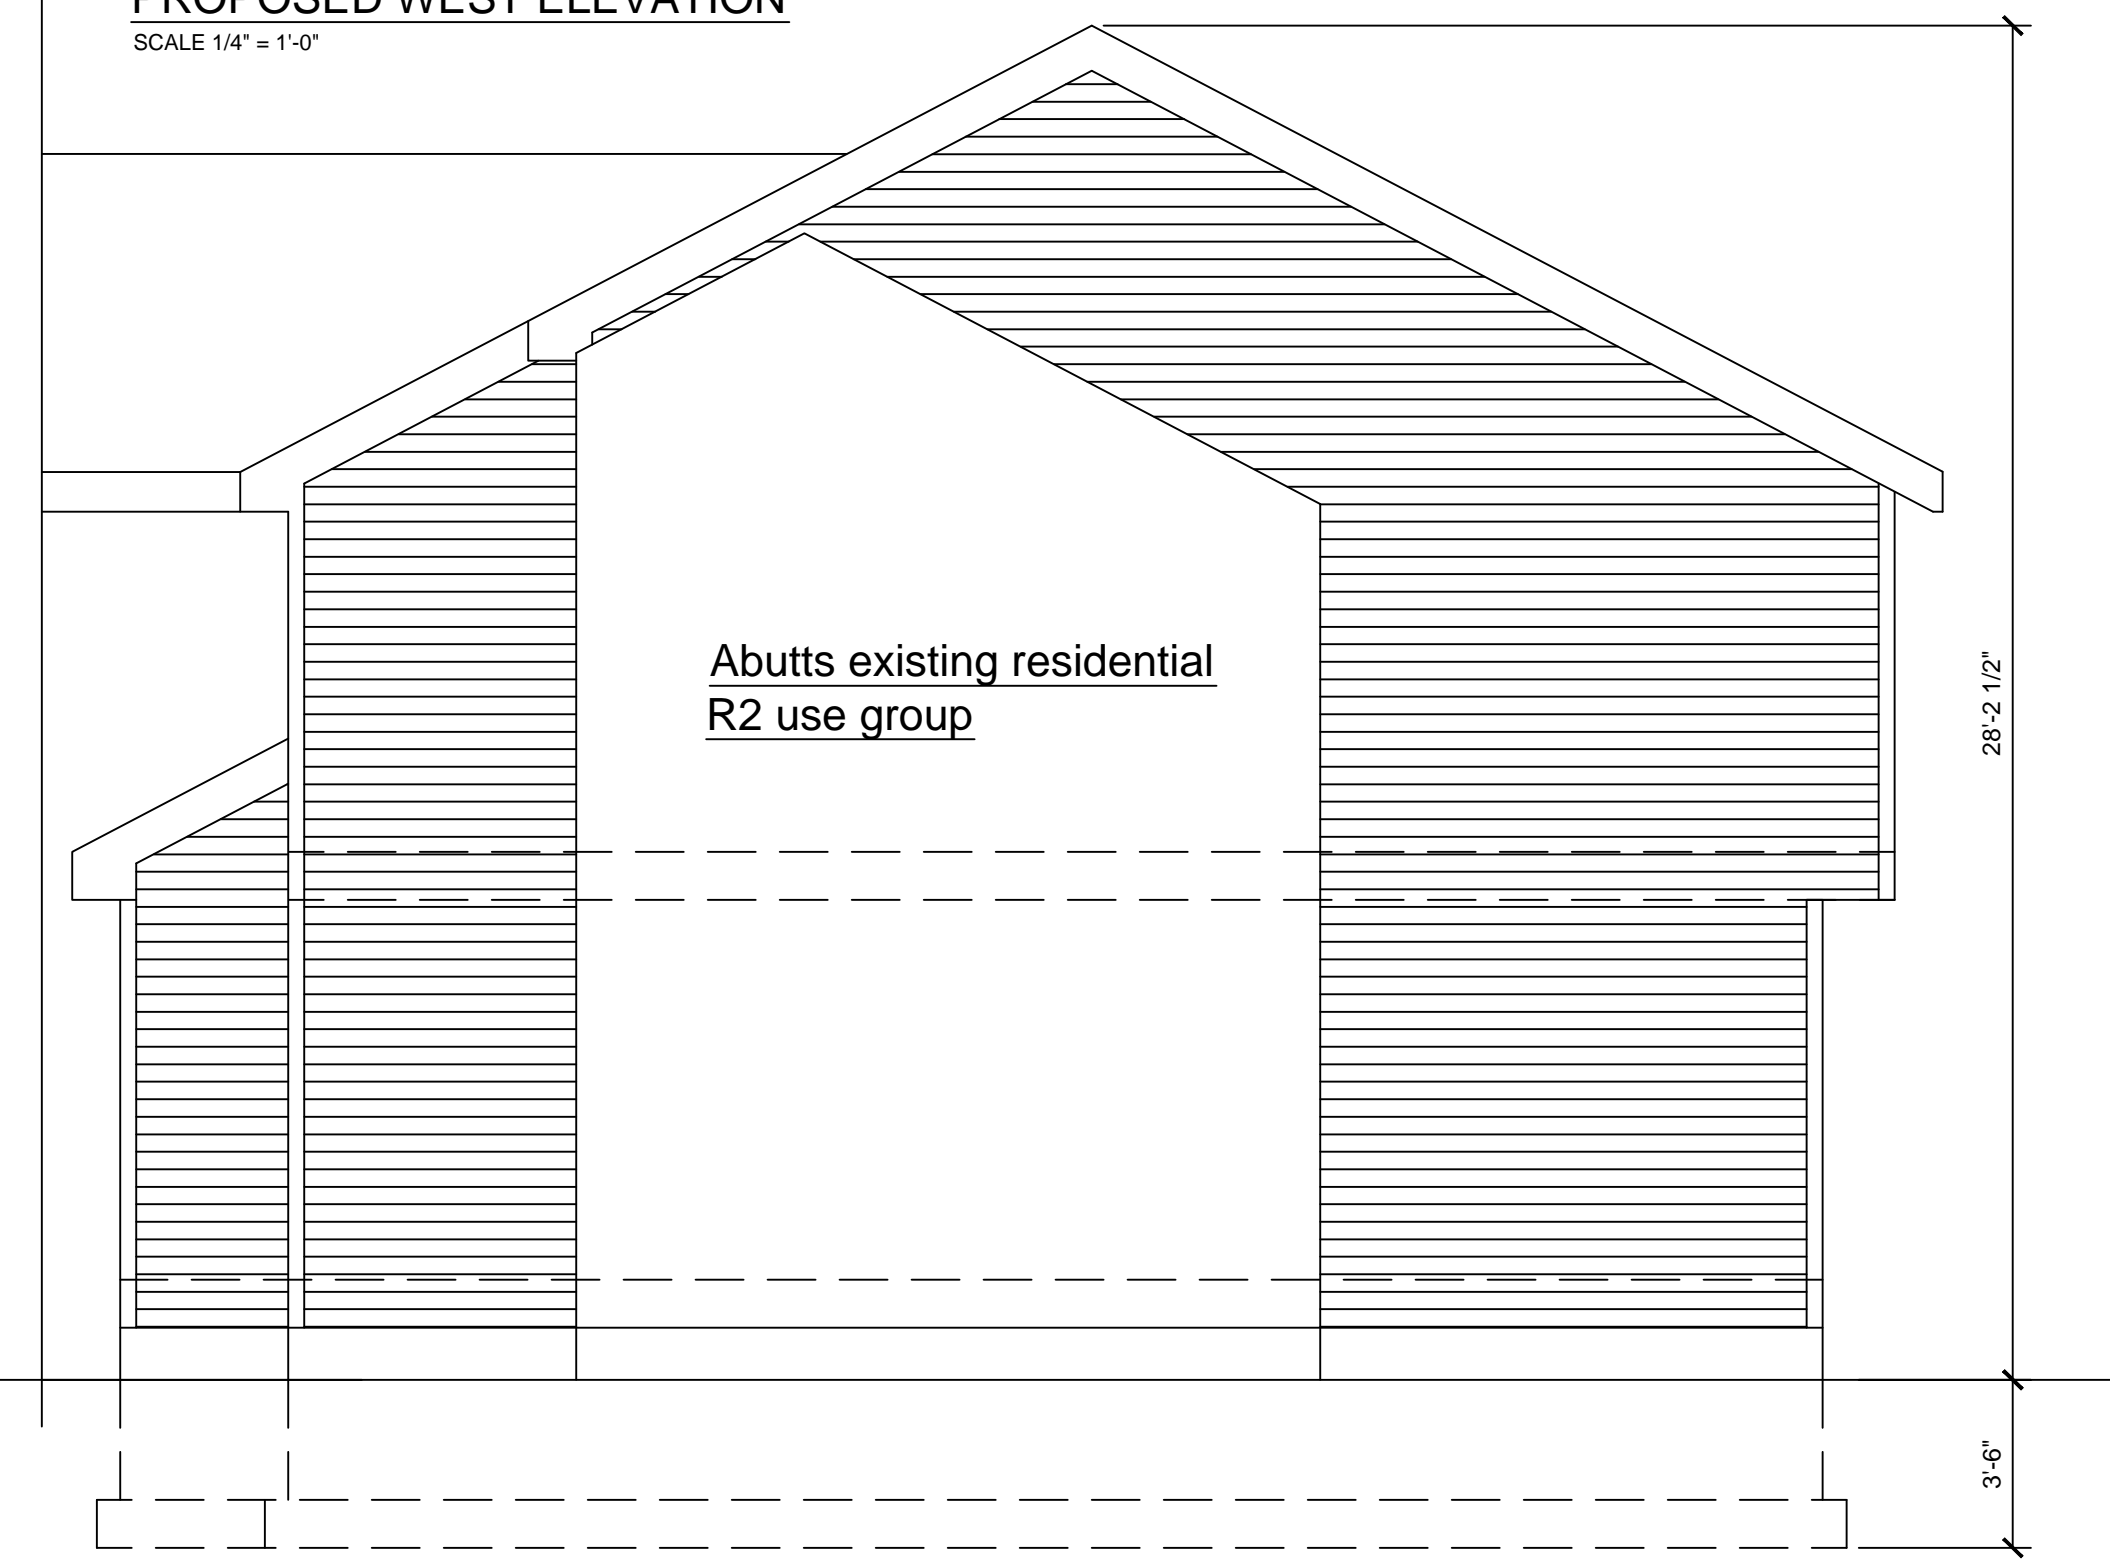 PROPOSED WEST ELEVATION
SCALE 1/4" = 1'-0"
Abutts existing residential
R2 use group
28'-2 1/2"
3'-6"